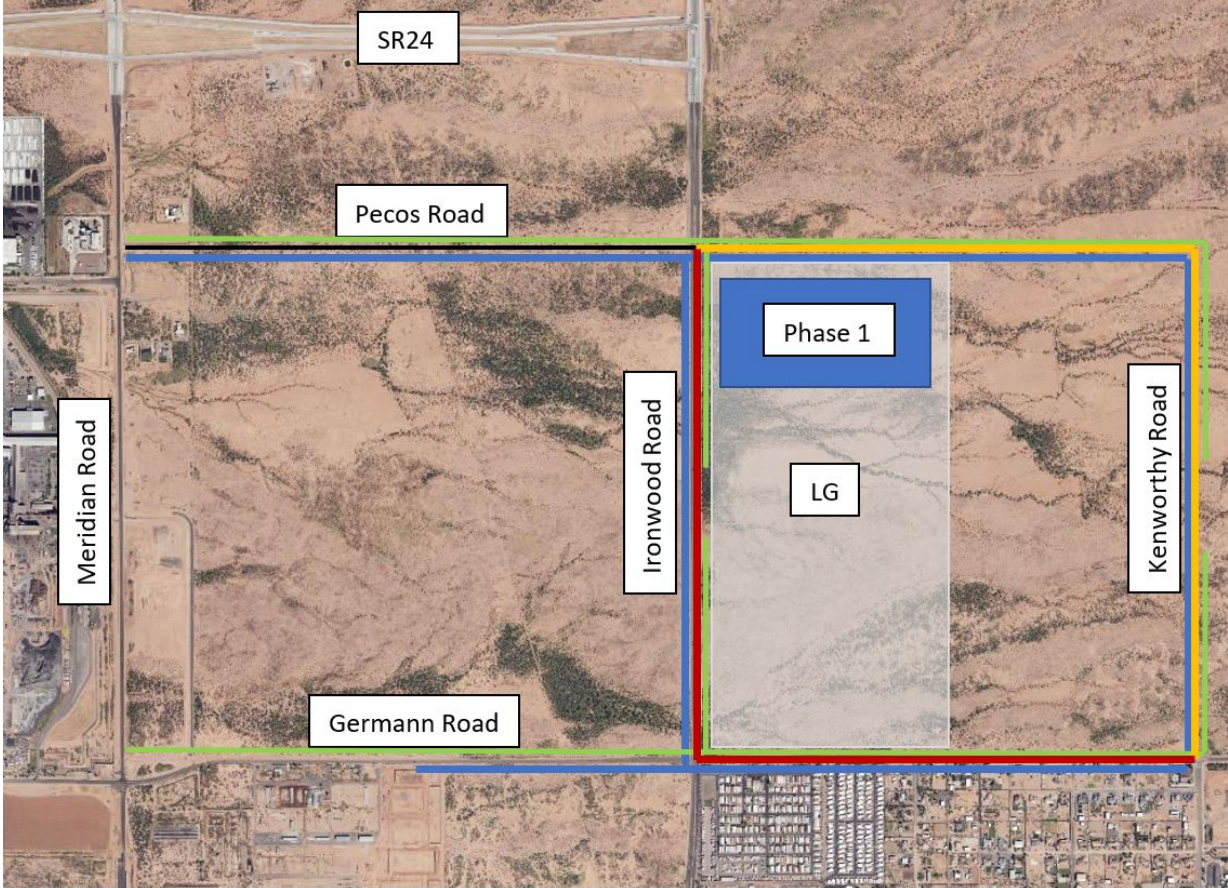 SR24
Pecos Road
Phase 1
Meridian Road
Ironwood Road
Kenworthy Road
LG
Germann Road